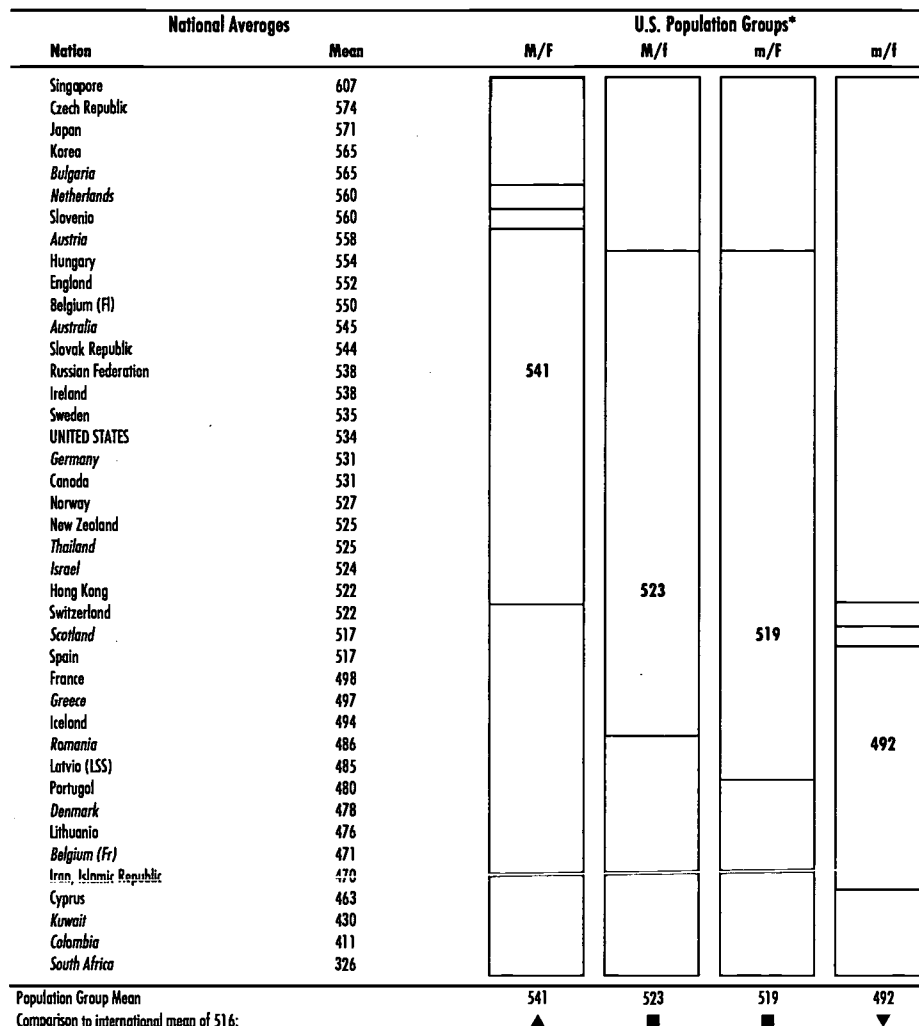 National Averages U.S. Population Groups*
Nation Mean M/F M/f m/F m/f
Singapore 607
Czech Republic 574
Japan 571
Korea 565
Bulgaria 565
Netherlands 560
Slovenia 560
Austria 558
Hungary 554
England 552
Belgium (Fl) 550
Australia 545
Slovak Republic 544
Russian Federation 538 541
Ireland 538
Sweden 535
UNITED STATES 534
Germany 531
Canada 531
Norway 527
New Zealand 525
Thailand 525
Israel 524
Hong Kong 522 523
Switzerland 522
Scotland 517 519
Spain 517
France 498
Greece 497
Iceland 494
Romania 486 492
Latvia (LSS) 485
Portugal 480
Denmark 478
Lithuania 476
Belgium (Fr) 471
Iran, Islamic Republic 470
Cyprus 463
Kuwait 430
Colombia 411
South Africa 326
Population Group Mean 541 523 519 492
Comparison to international mean of 516: ▲ ■ ■ ▼